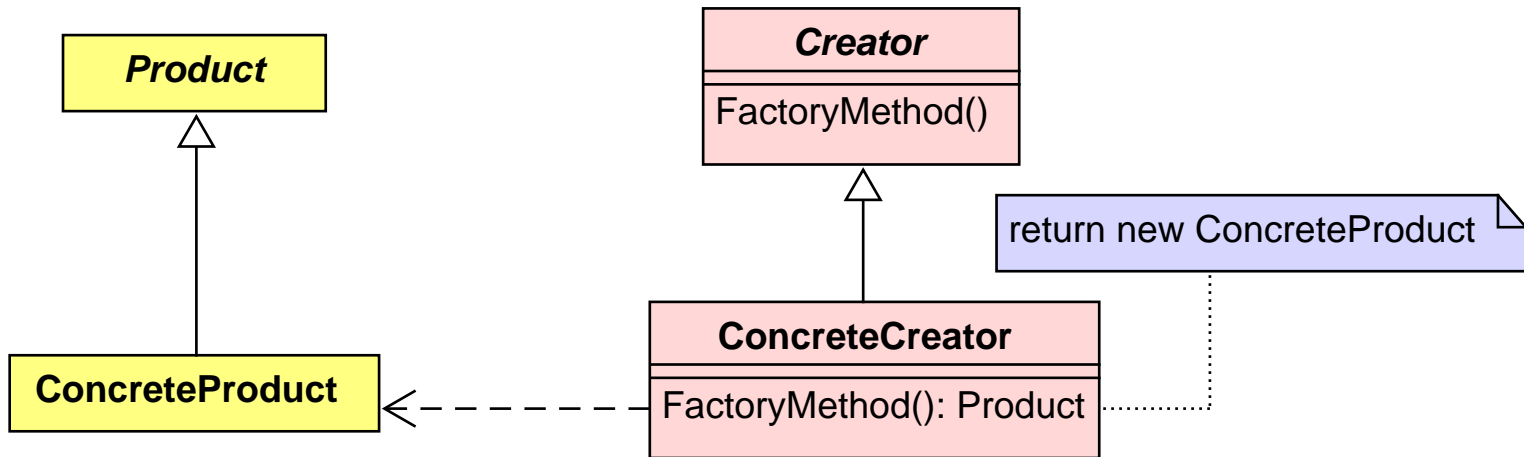 Product
Creator
FactoryMethod()
return new ConcreteProduct
ConcreteProduct
ConcreteCreator
FactoryMethod(): Product